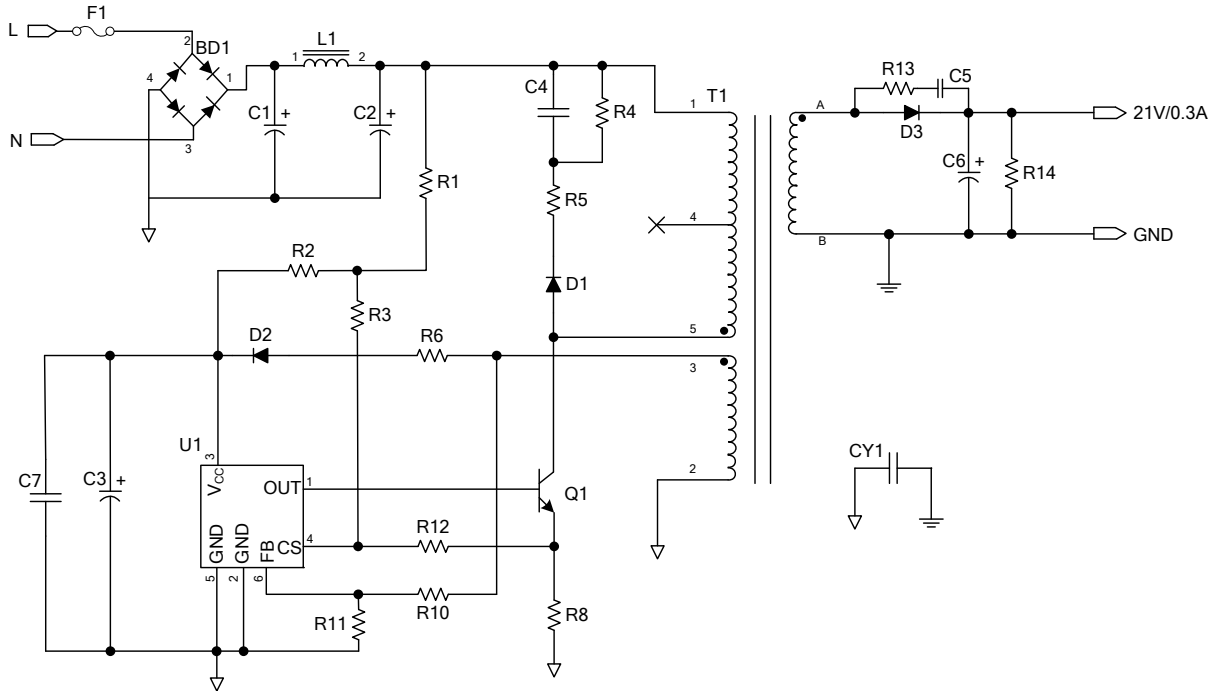 F1
L
2
BD1
L1
4
1
1
2
N
3
C1 +
C2 +
C4
R4
R1
R5
1
T1
4
5
3
2
R13
C5
A
D3
21V/0.3A
C6 +
R14
B
GND
R2
R3
D1
D2
R6
U1
3
VCC
OUT
1
Q1
C7
C3 +
GND
GND
FB
CS
4
R12
5
2
6
R10
R11
R8
CY1